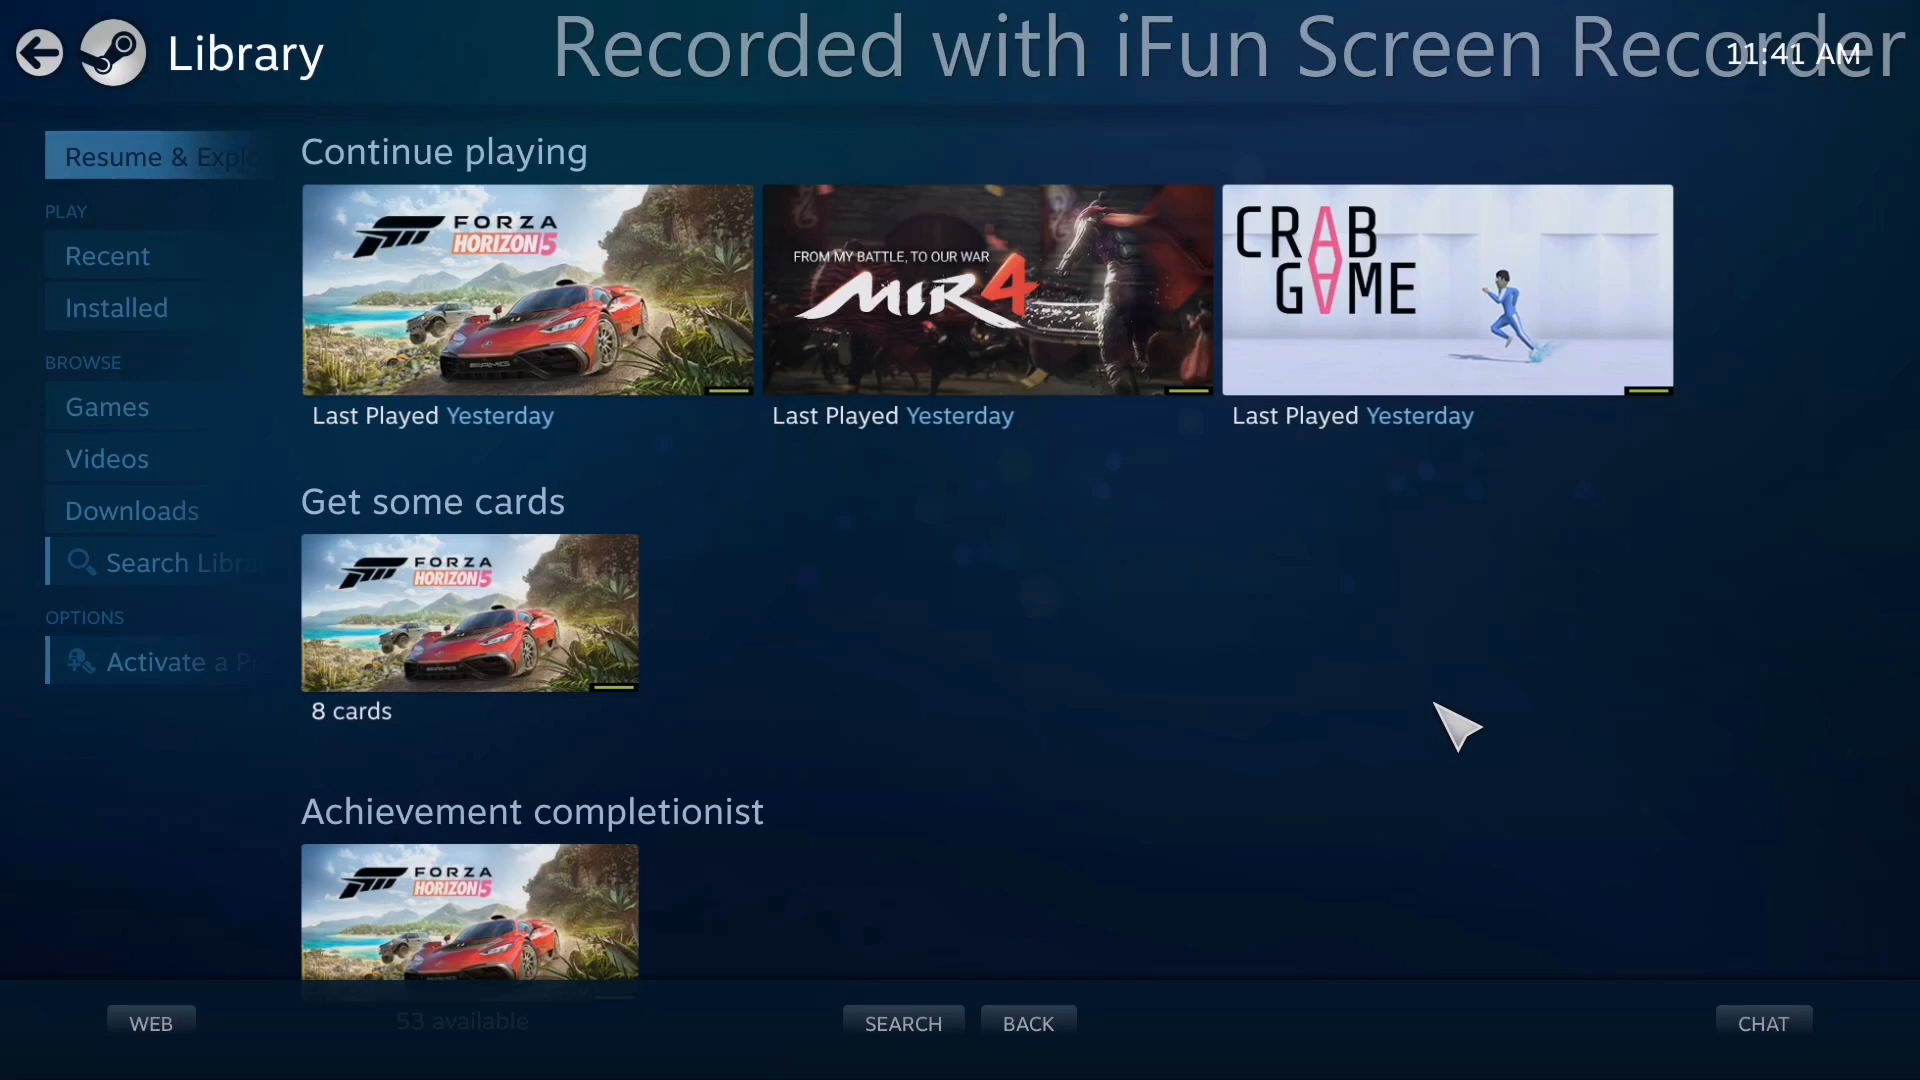 Library
Recorded with iFun Screen Recorder
11:41 AM
Resume & Expl
PLAY
Recent
Installed
BROWSE
Games
Videos
Downloads
Search Libra
OPTIONS
Activate a P
Continue playing
FORZA
HORIZON 5
FROM MY BATTLE, TO OUR WAR
MIR4
CRAB
GAME
Last Played Yesterday
Last Played Yesterday
Last Played Yesterday
Get some cards
FORZA
HORIZON 5
8 cards
Achievement completionist
FORZA
HORIZON 5
53 available
WEB
SEARCH
BACK
CHAT